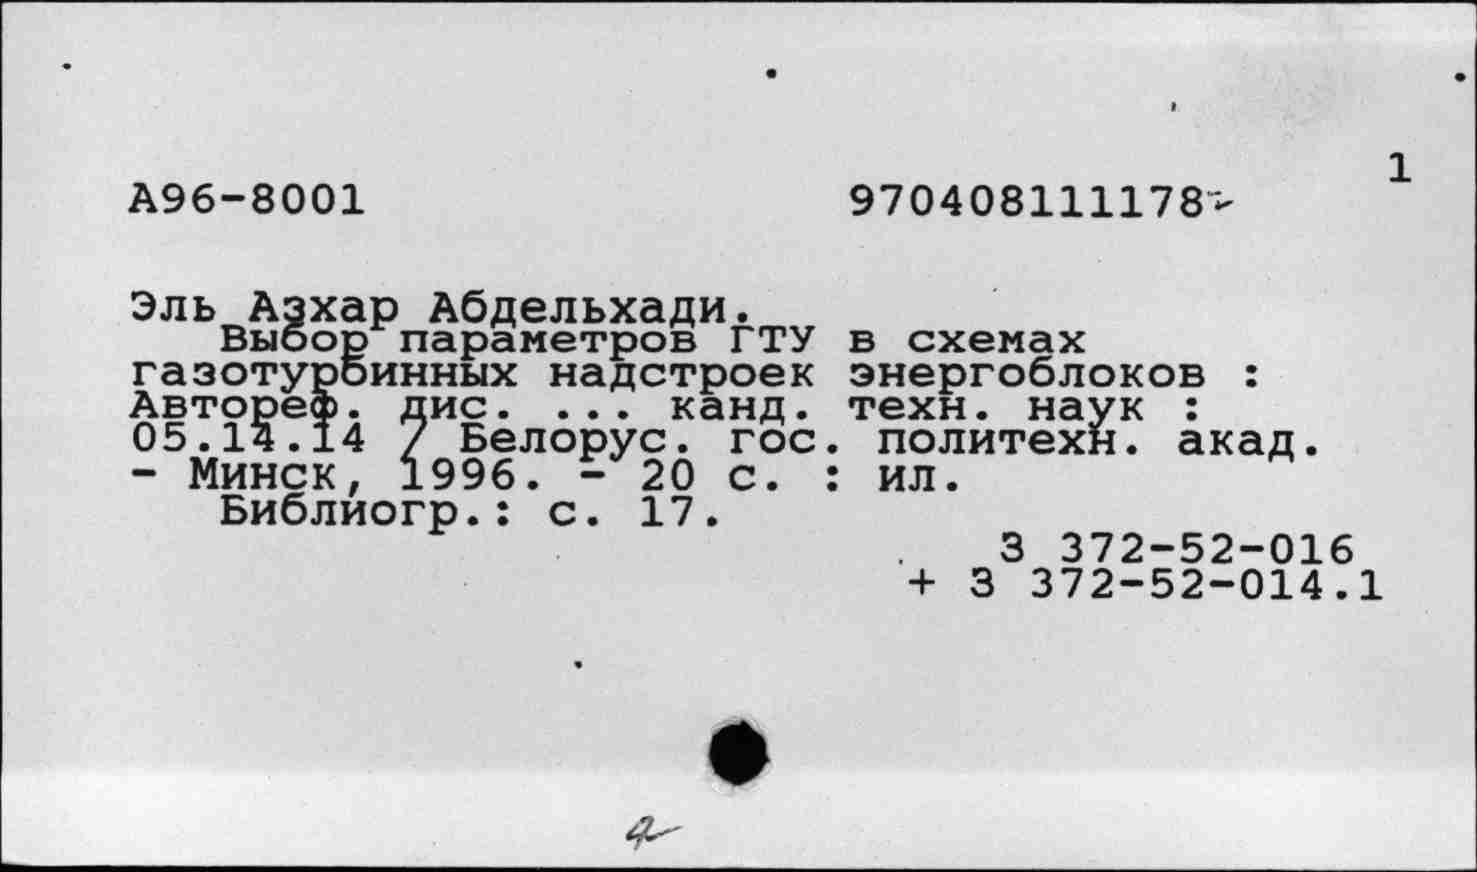 1
А96-8001 970408111178
Эль Азхар Абдельхади.
Выбор параметров ГТУ в схемах
газотурбинных надстроек энергоблоков :
Автореф. дис. ... канд. техн. наук :
05.14.14 / Белорус. гос. политехн. акад.
- Минск, 1996. - 20 с. : ил.
Библиогр.: с. 17.
З 372-52-016
+ З 372-52-014.1